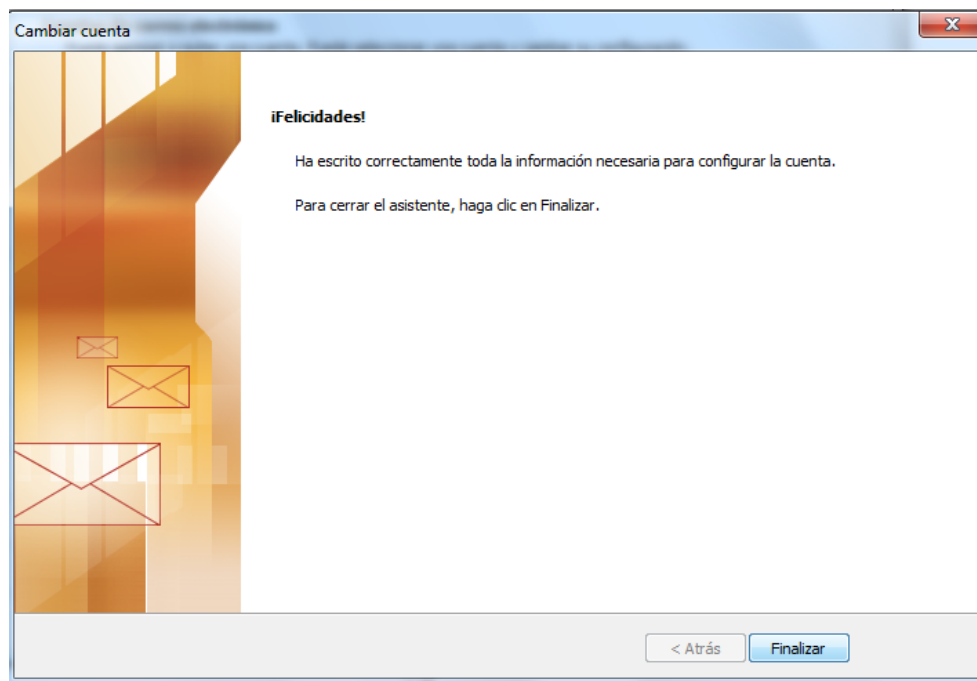 Cambiar cuenta
¡Felicidades!
Ha escrito correctamente toda la información necesaria para configurar la cuenta.
Para cerrar el asistente, haga clic en Finalizar.
< Atrás
Finalizar